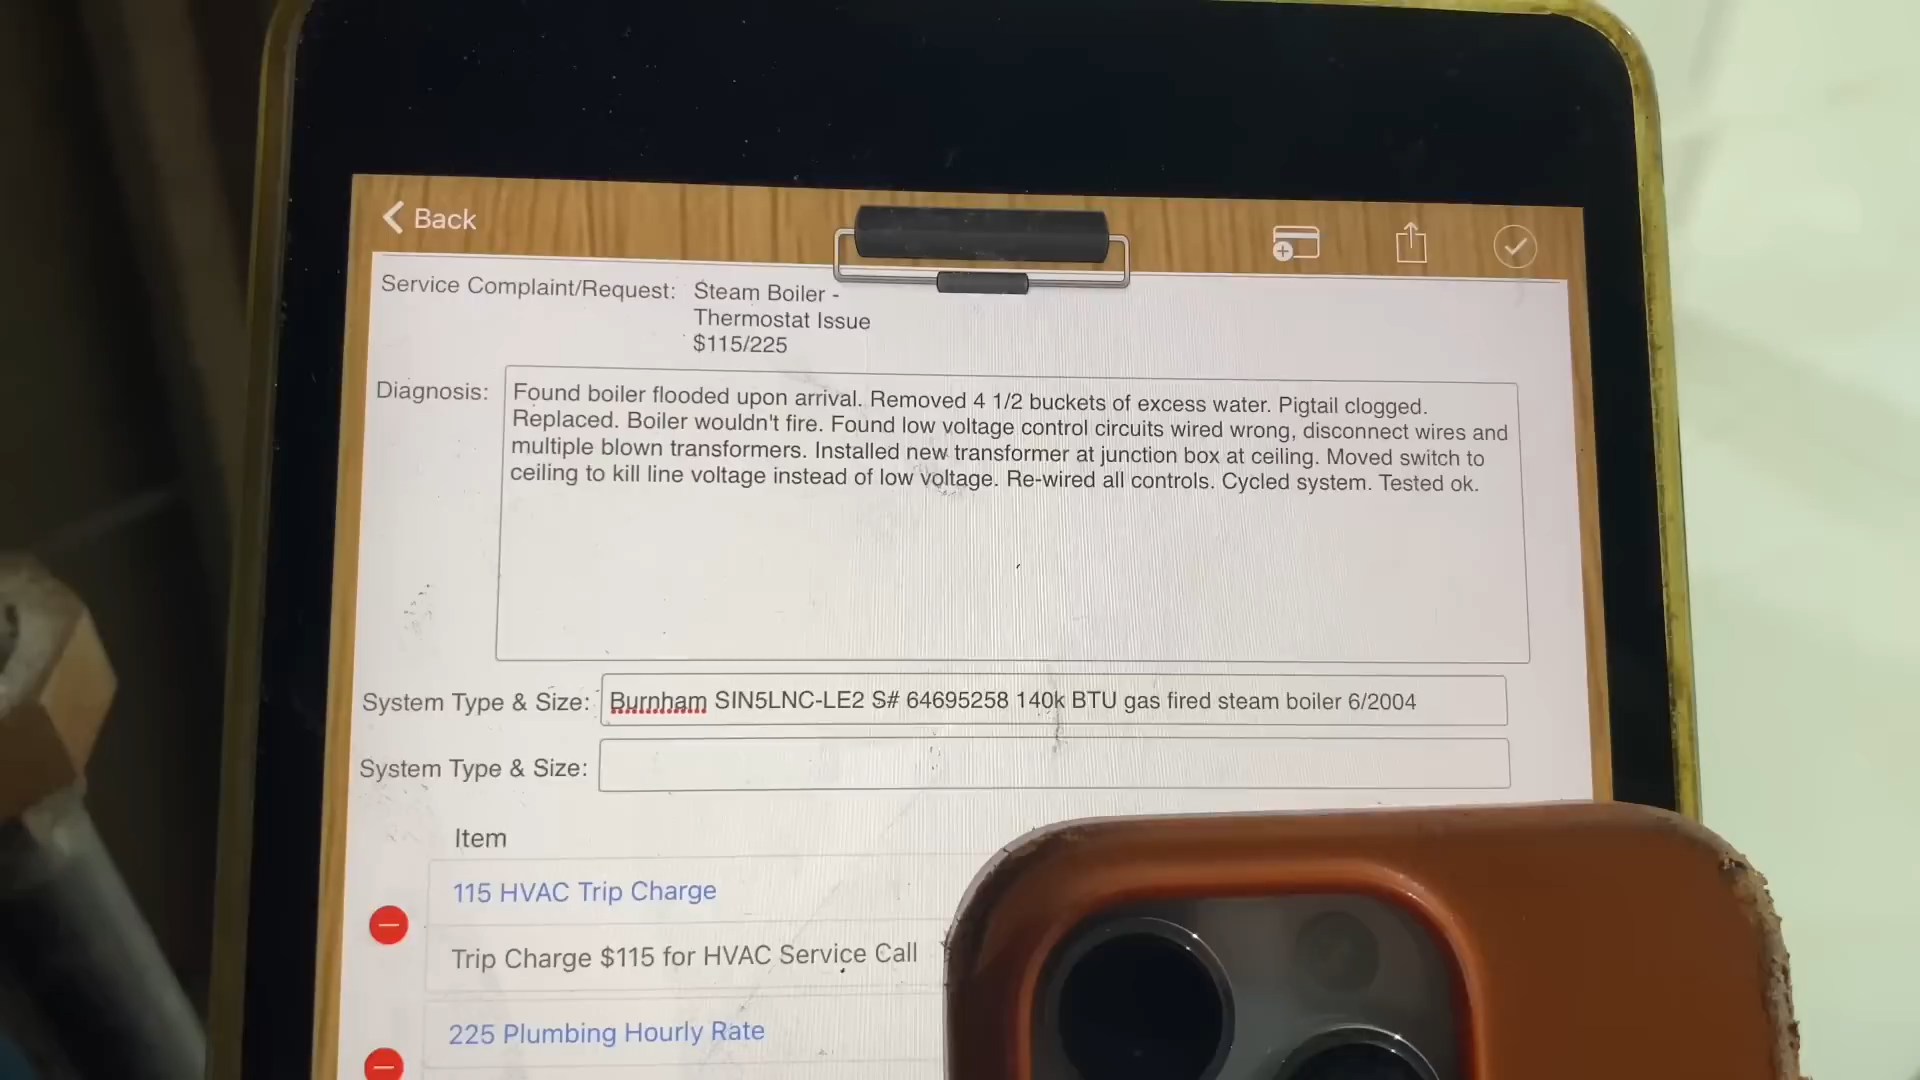 Back
Service Complaint/Request: Steam Boiler -
Thermostat Issue
$115/225
Diagnosis: Found boiler flooded upon arrival. Removed 4 1/2 buckets of excess water. Pigtail clogged.
Replaced. Boiler wouldn't fire. Found low voltage control circuits wired wrong, disconnect wires and
multiple blown transformers. Installed new transformer at junction box at ceiling. Moved switch to
ceiling to kill line voltage instead of low voltage. Re-wired all controls. Cycled system. Tested ok.
System Type & Size: Burnham SIN5LNC-LE2 S# 64695258 140k BTU gas fired steam boiler 6/2004
System Type & Size:
Item
115 HVAC Trip Charge
Trip Charge $115 for HVAC Service Call
225 Plumbing Hourly Rate